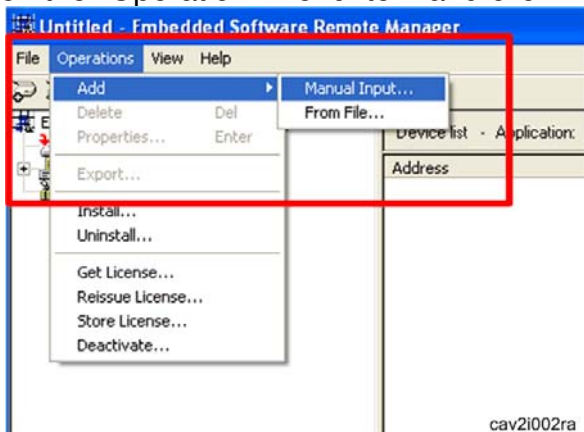 Untitled - Embedded Software Remote Manager
File Operations View Help
Add Manual Input...
Delete Del From File...
Properties... Enter Device list - Application:
Export... Address
Install...
Uninstall...
Get License...
Reissue License...
Store License...
Deactivate...
cav2i002ra